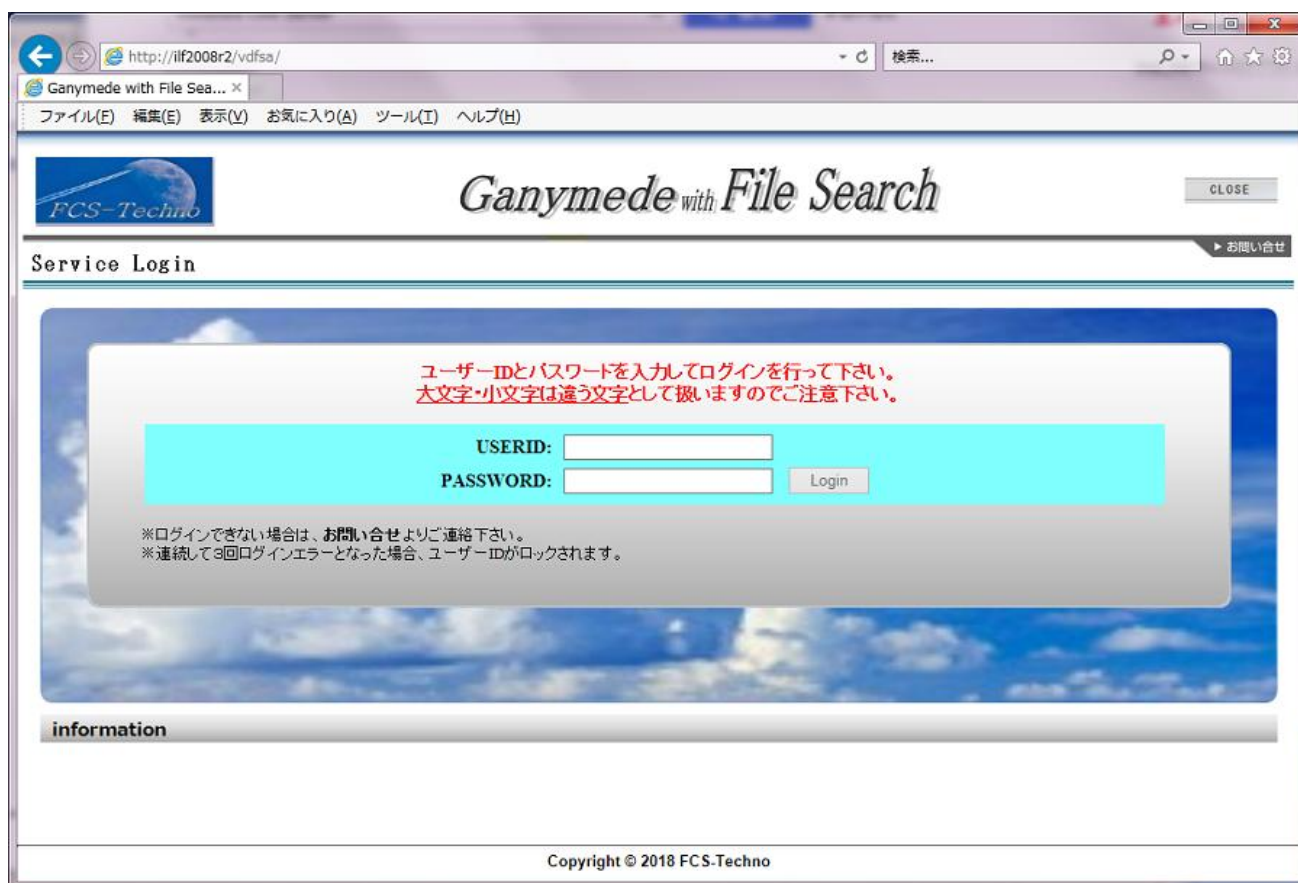 http://ilf2008r2/vdfsa/
検索...
Ganymede with File Sea...
ファイル(F) 編集(E) 表示(V) お気に入り(A) ツール(T) ヘルプ(H)
FCS-Techno
Ganymede with File Search
CLOSE
お問い合せ
Service Login
ユーザーIDとパスワードを入力してログインを行って下さい。
大文字・小文字は違う文字として扱いますのでご注意下さい。
USERID:
PASSWORD:
Login
※ログインできない場合は、お問い合せよりご連絡下さい。
※連続して3回ログインエラーとなった場合、ユーザーIDがロックされます。
information
Copyright © 2018 FCS-Techno